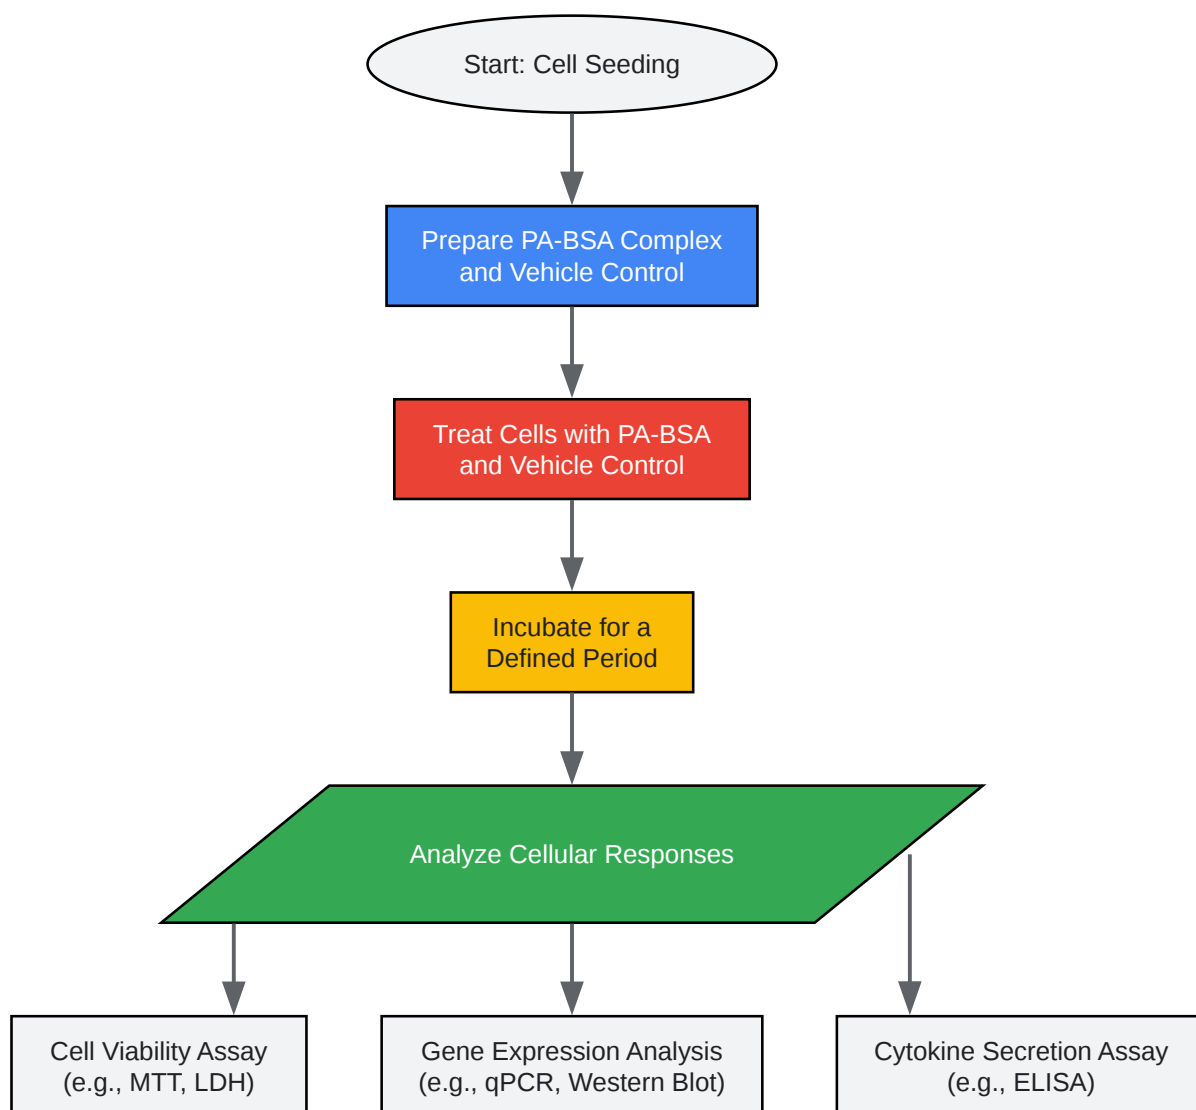 Start: Cell Seeding
Prepare PA-BSA Complex
and Vehicle Control
Treat Cells with PA-BSA
and Vehicle Control
Incubate for a
Defined Period
Analyze Cellular Responses
Cell Viability Assay
(e.g., MTT, LDH)
Gene Expression Analysis
(e.g., qPCR, Western Blot)
Cytokine Secretion Assay
(e.g., ELISA)